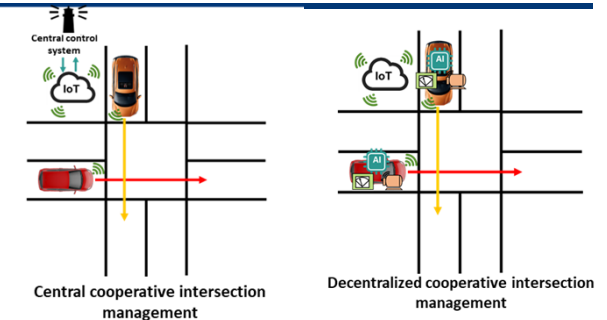 Central control
system
IoT
Central cooperative intersection
management
IoT
AI
AI
Decentralized cooperative intersection
management